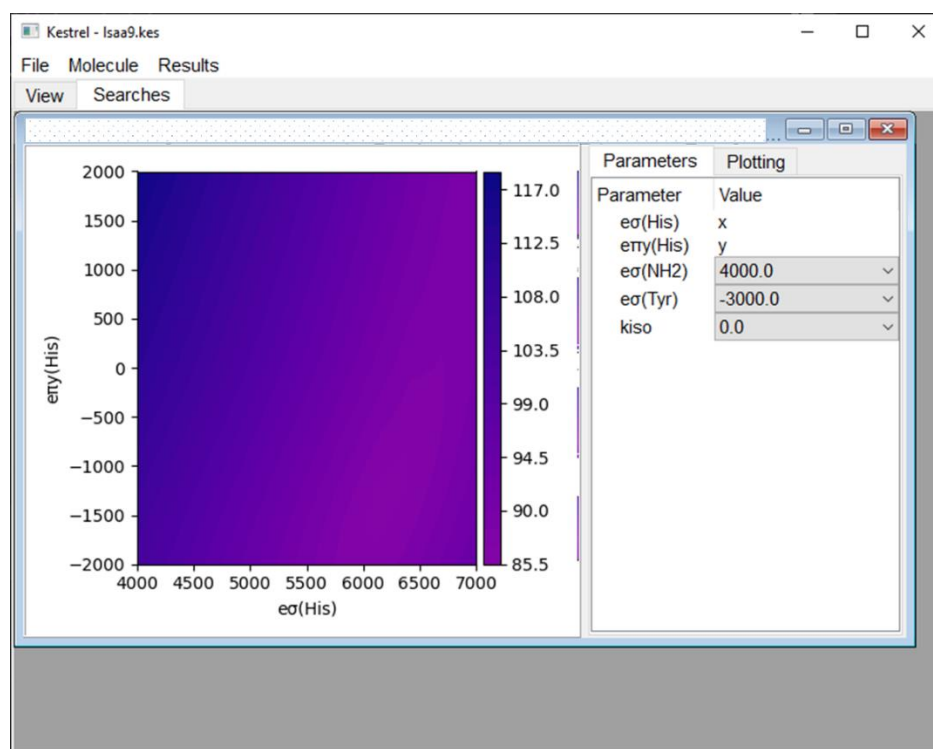 Kestrel - lsaa9.kes
File Molecule Results
View Searches
...
Parameters Plotting
Parameter Value
eσ(His) x
eπy(His) y
eσ(NH2) 4000.0
eσ(Tyr) -3000.0
kiso 0.0
2000
1500
1000
500
0
−500
−1000
−1500
−2000
eπy(His)
4000 4500 5000 5500 6000 6500 7000
eσ(His)
117.0
112.5
108.0
103.5
99.0
94.5
90.0
85.5